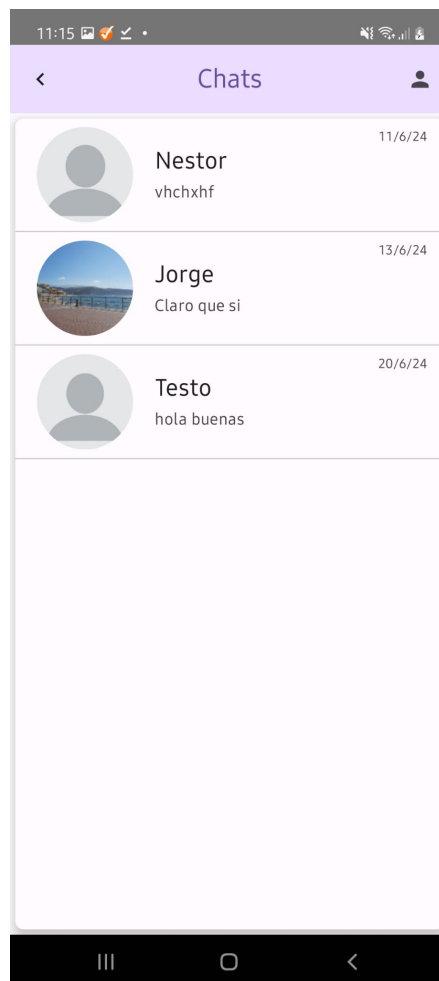 11:15
Chats
Nestor
11/6/24
vhchxhf
Jorge
13/6/24
Claro que si
Testo
20/6/24
hola buenas